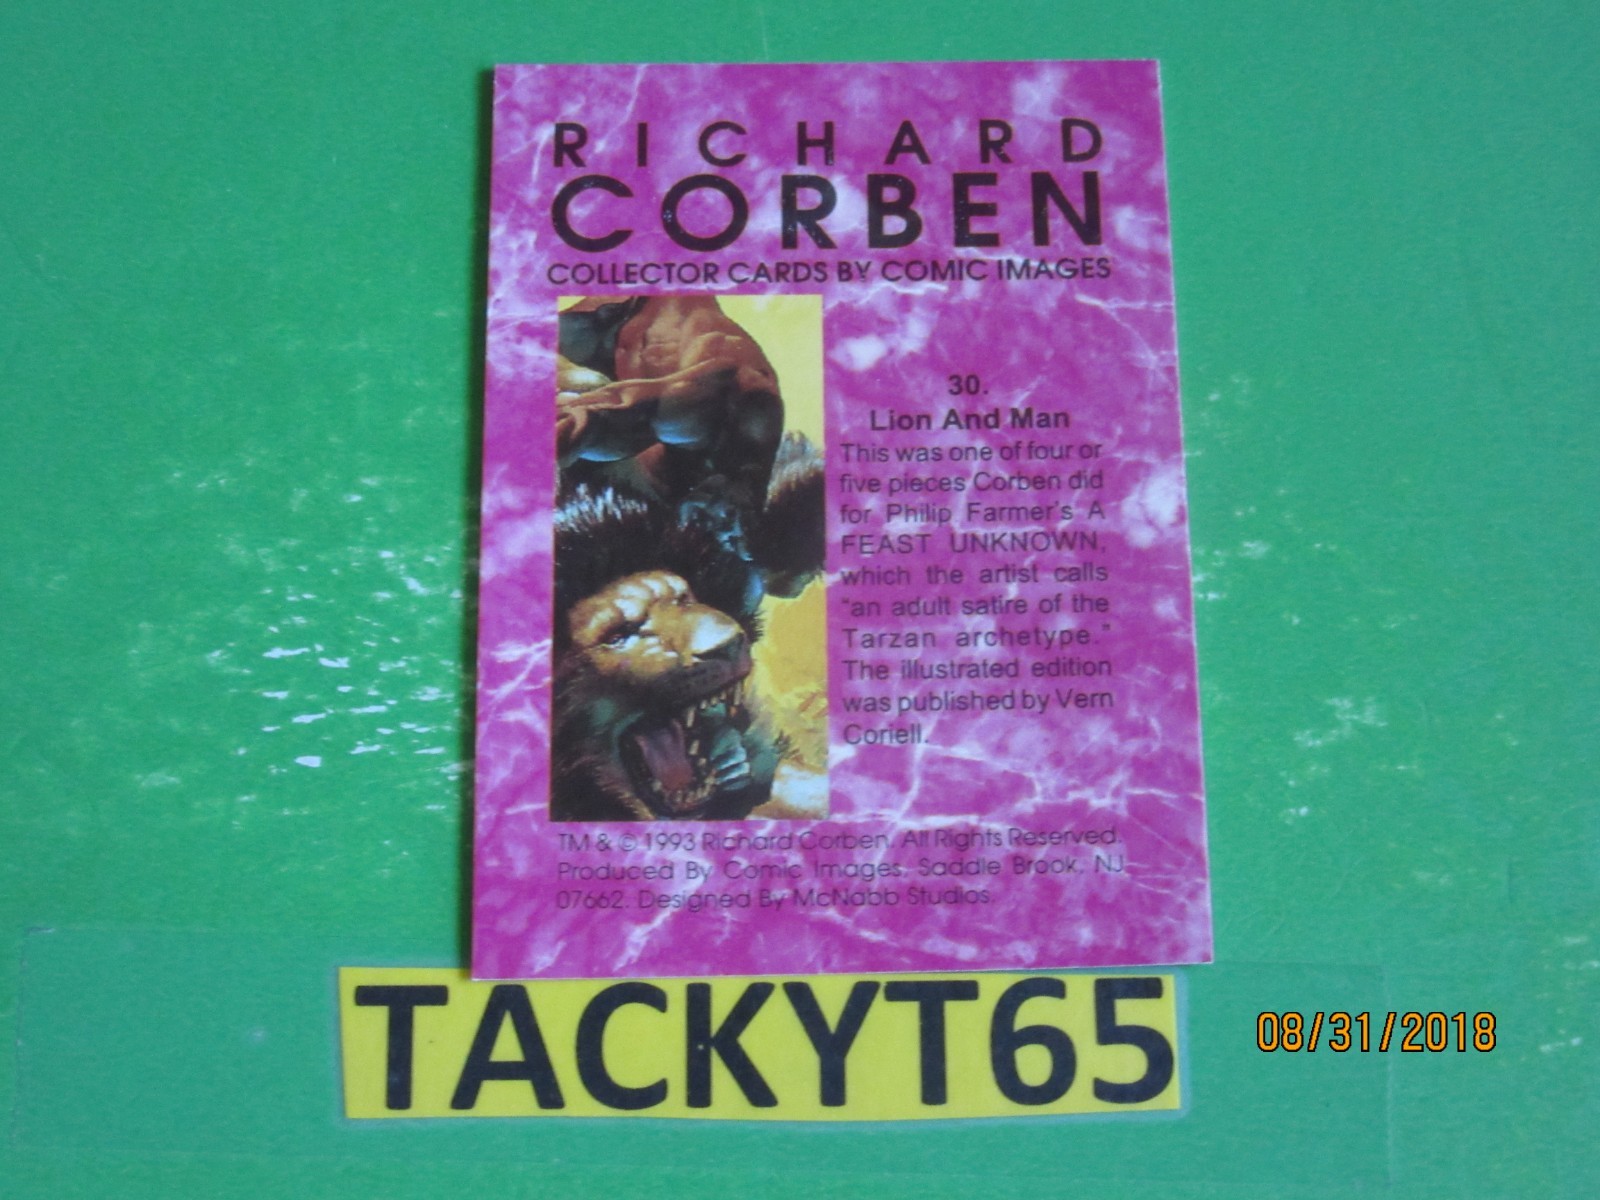 RICHARD
CORBEN
COLLECTOR CARDS BY COMIC IMAGES
30.
Lion And Man
This was one of four or
five pieces Corben did
for Philip Farmer's A
FEAST UNKNOWN,
which the artist calls
"an adult satire of the
Tarzan archetype."
The illustrated edition
was published by Vern
Coriell.
TM & © 1993 Richard Corben. All Rights Reserved.
Produced By Comic Images, Saddle Brook, NJ
07662. Designed By McNabb Studios.
TACKYT65
08/31/2018